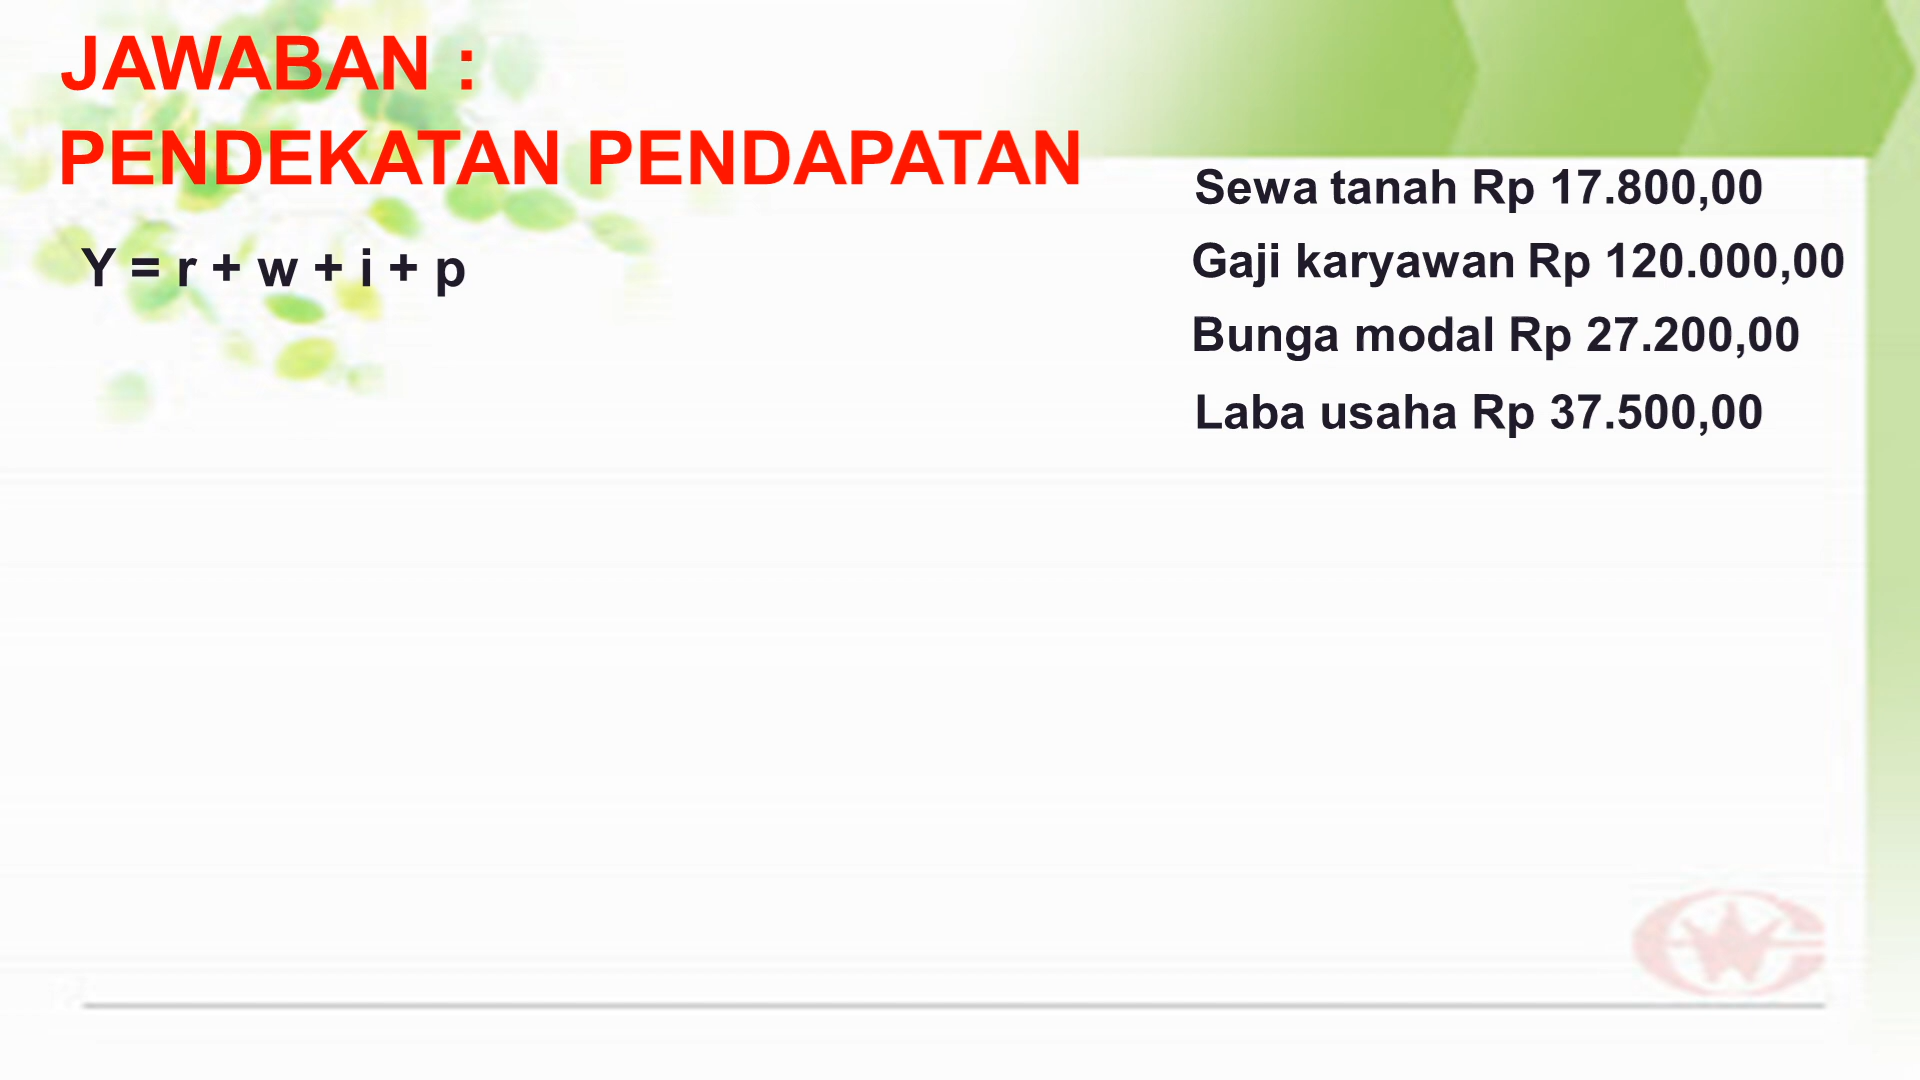 JAWABAN :
PENDEKATAN PENDAPATAN
Y = r + w + i + p
Sewa tanah Rp 17.800,00
Gaji karyawan Rp 120.000,00
Bunga modal Rp 27.200,00
Laba usaha Rp 37.500,00